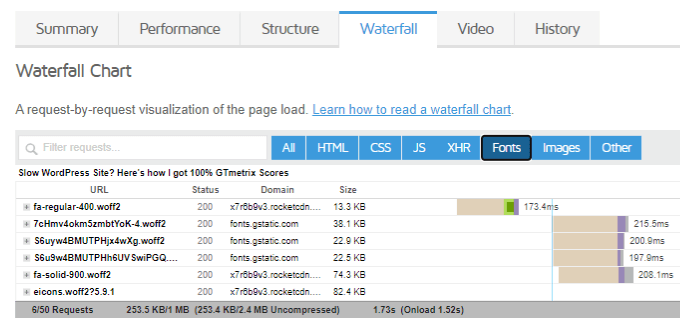 Summary Performance Structure Waterfall Video History
Waterfall Chart
A request-by-request visualization of the page load. Learn how to read a waterfall chart.
Filter requests... All HTML CSS JS XHR Fonts Images Other
Slow WordPress Site? Here's how I got 100% GTmetrix Scores
URL Status Domain Size
fa-regular-400.woff2 200 x7r6b9v3.rocketcdn.... 13.3 KB 173.4ms
7cHmv4okm5zmbtYoK-4.woff2 200 fonts.gstatic.com 38.1 KB 215.5ms
S6uyw4BMUTPHjx4wXg.woff2 200 fonts.gstatic.com 22.9 KB 200.9ms
S6u9w4BMUTPHh6UVSwiPGQ.... 200 fonts.gstatic.com 22.5 KB 197.9ms
fa-solid-900.woff2 200 x7r6b9v3.rocketcdn.... 74.3 KB 208.1ms
eicons.woff2?5.9.1 200 x7r6b9v3.rocketcdn.... 82.4 KB
6/50 Requests 253.5 KB/1 MB (253.4 KB/2.4 MB Uncompressed) 1.73s (Onload 1.52s)